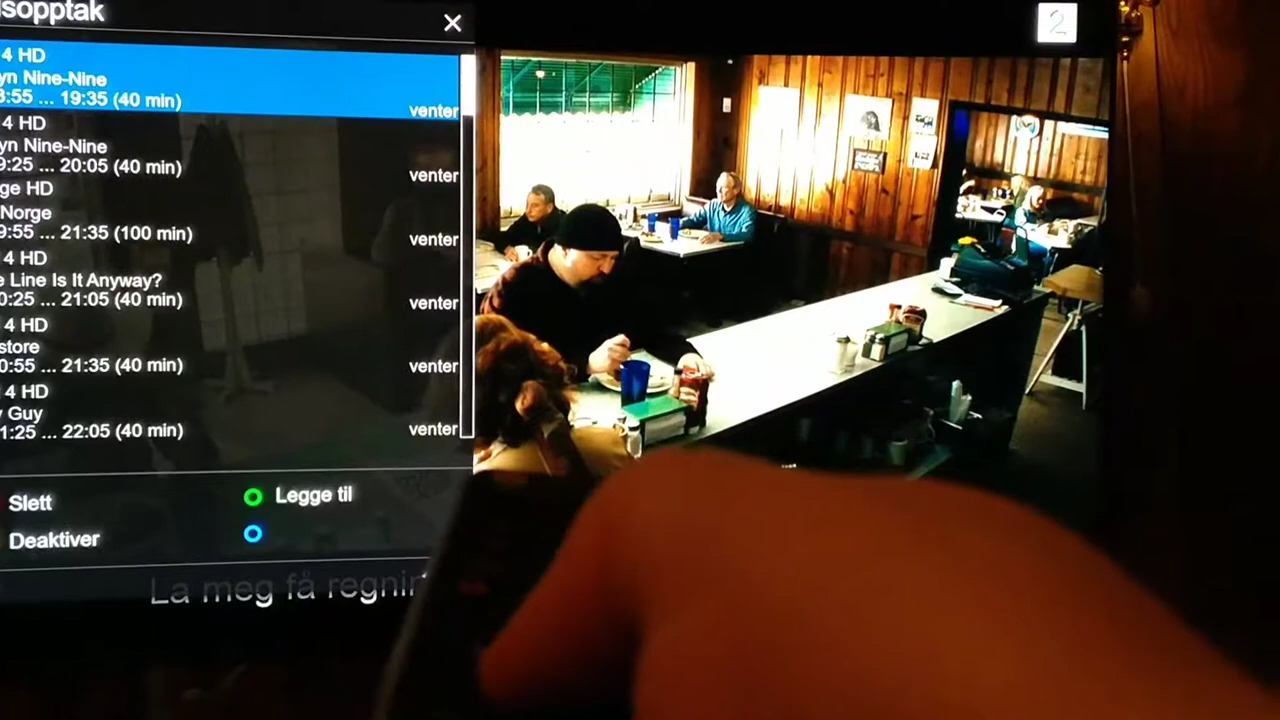 lsopptak
2
4 HD
yn Nine-Nine
8:55 ... 19:35 (40 min)
venter
4 HD
yn Nine-Nine
9:25 ... 20:05 (40 min)
venter
ge HD
Norge
9:55 ... 21:35 (100 min)
venter
4 HD
e Line Is It Anyway?
0:25 ... 21:05 (40 min)
venter
4 HD
store
0:55 ... 21:35 (40 min)
venter
4 HD
y Guy
1:25 ... 22:05 (40 min)
venter
Slett
Legge til
Deaktiver
La meg få regnin